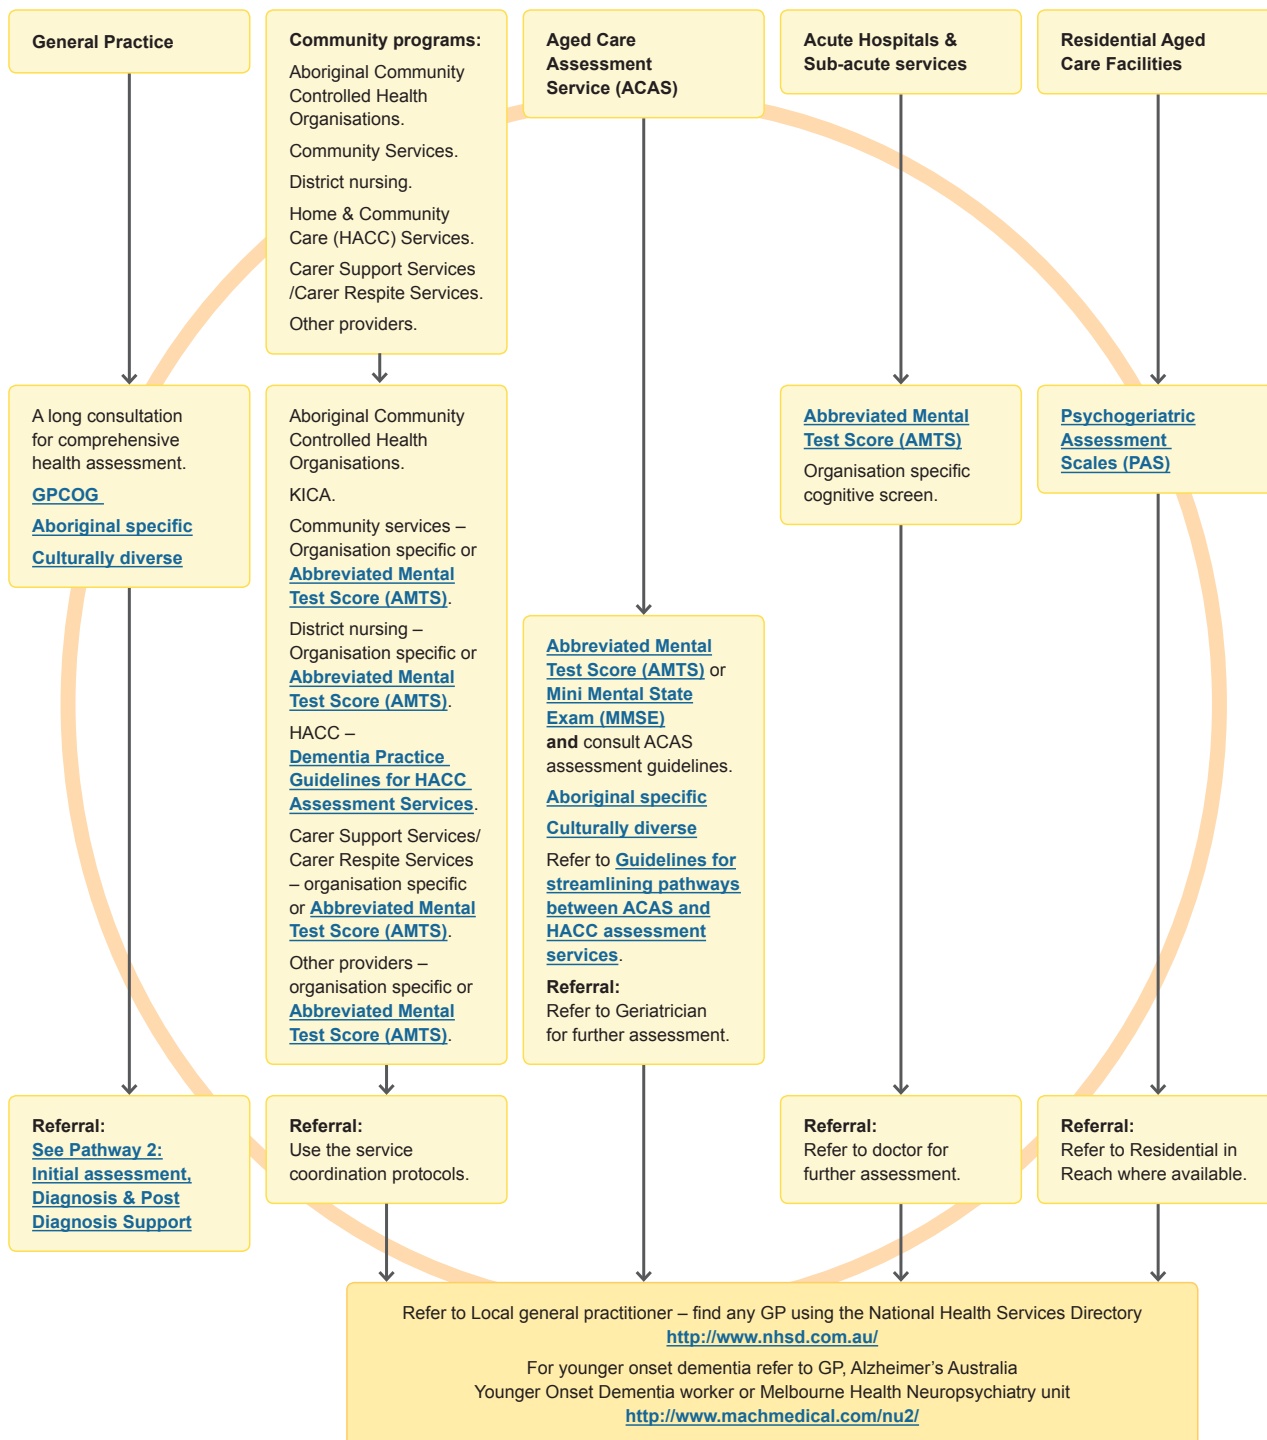 General Practice
Community programs:
Aboriginal Community
Controlled Health
Organisations.
Community Services.
District nursing.
Home & Community
Care (HACC) Services.
Carer Support Services
/Carer Respite Services.
Other providers.
Aged Care
Assessment
Service (ACAS)
Acute Hospitals &
Sub-acute services
Residential Aged
Care Facilities
A long consultation
for comprehensive
health assessment.
GPCOG
Aboriginal specific
Culturally diverse
Aboriginal Community
Controlled Health
Organisations.
KICA.
Community services –
Organisation specific or
Abbreviated Mental
Test Score (AMTS).
District nursing –
Organisation specific or
Abbreviated Mental
Test Score (AMTS).
HACC –
Dementia Practice
Guidelines for HACC
Assessment Services.
Carer Support Services/
Carer Respite Services
– organisation specific
or Abbreviated Mental
Test Score (AMTS).
Other providers –
organisation specific or
Abbreviated Mental
Test Score (AMTS).
Abbreviated Mental
Test Score (AMTS) or
Mini Mental State
Exam (MMSE)
and consult ACAS
assessment guidelines.
Aboriginal specific
Culturally diverse
Refer to Guidelines for
streamlining pathways
between ACAS and
HACC assessment
services.
Referral:
Refer to Geriatrician
for further assessment.
Abbreviated Mental
Test Score (AMTS)
Organisation specific
cognitive screen.
Psychogeriatric
Assessment
Scales (PAS)
Referral:
See Pathway 2:
Initial assessment,
Diagnosis & Post
Diagnosis Support
Referral:
Use the service
coordination protocols.
Referral:
Refer to doctor for
further assessment.
Referral:
Refer to Residential in
Reach where available.
Refer to Local general practitioner – find any GP using the National Health Services Directory
http://www.nhsd.com.au/
For younger onset dementia refer to GP, Alzheimer's Australia
Younger Onset Dementia worker or Melbourne Health Neuropsychiatry unit
http://www.machmedical.com/nu2/